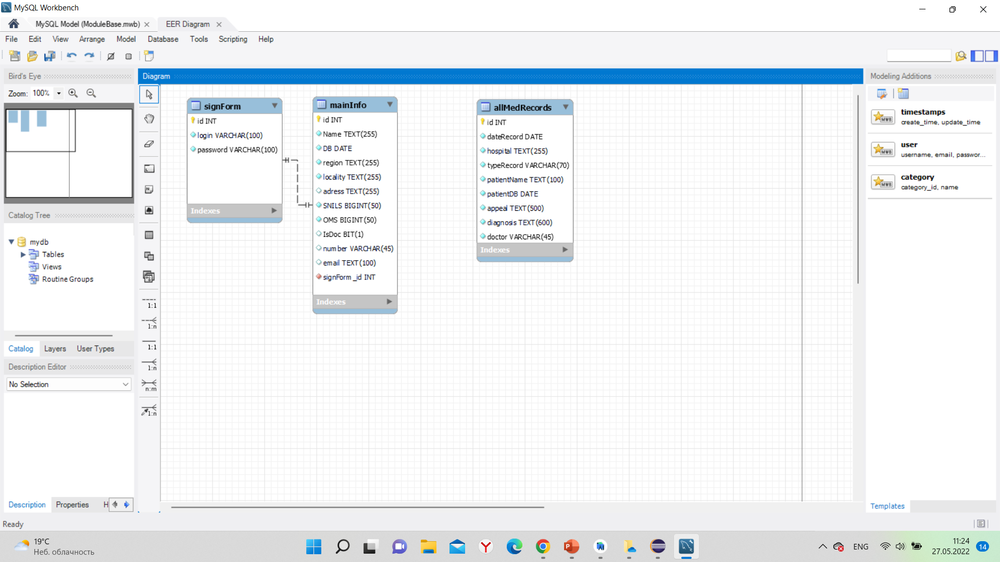 MySQL Workbench
MySQL Model (ModuleBase.mwb)
EER Diagram
File Edit View Arrange Model Database Tools Scripting Help
Bird's Eye
Zoom: 100%
Catalog Tree
mydb
Tables
Views
Routine Groups
Catalog Layers User Types
Description Editor
No Selection
Description Properties H
Ready
Diagram
1:1
1:n
1:1
1:n
n:m
1:n
signForm
id INT
login VARCHAR(100)
password VARCHAR(100)
Indexes
mainInfo
id INT
Name TEXT(255)
DB DATE
region TEXT(255)
locality TEXT(255)
adress TEXT(255)
SNILS BIGINT(50)
OMS BIGINT(50)
IsDoc BIT(1)
number VARCHAR(45)
email TEXT(100)
signForm_id INT
Indexes
allMedRecords
id INT
dateRecord DATE
hospital TEXT(255)
typeRecord VARCHAR(70)
patientName TEXT(100)
patientDB DATE
appeal TEXT(500)
diagnosis TEXT(600)
doctor VARCHAR(45)
Indexes
Modeling Additions
MWB
timestamps
create_time, update_time
MWB
user
username, email, passwor...
MWB
category
category_id, name
Templates
19°C
Неб. облачность
ENG
11:24
27.05.2022
14